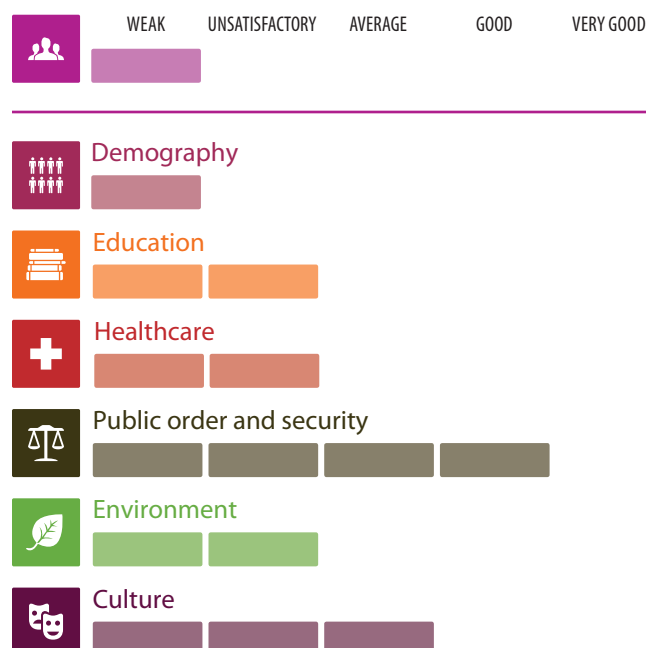 WEAK UNSATISFACTORY AVERAGE GOOD VERY GOOD
Demography
Education
Healthcare
Public order and security
Environment
Culture